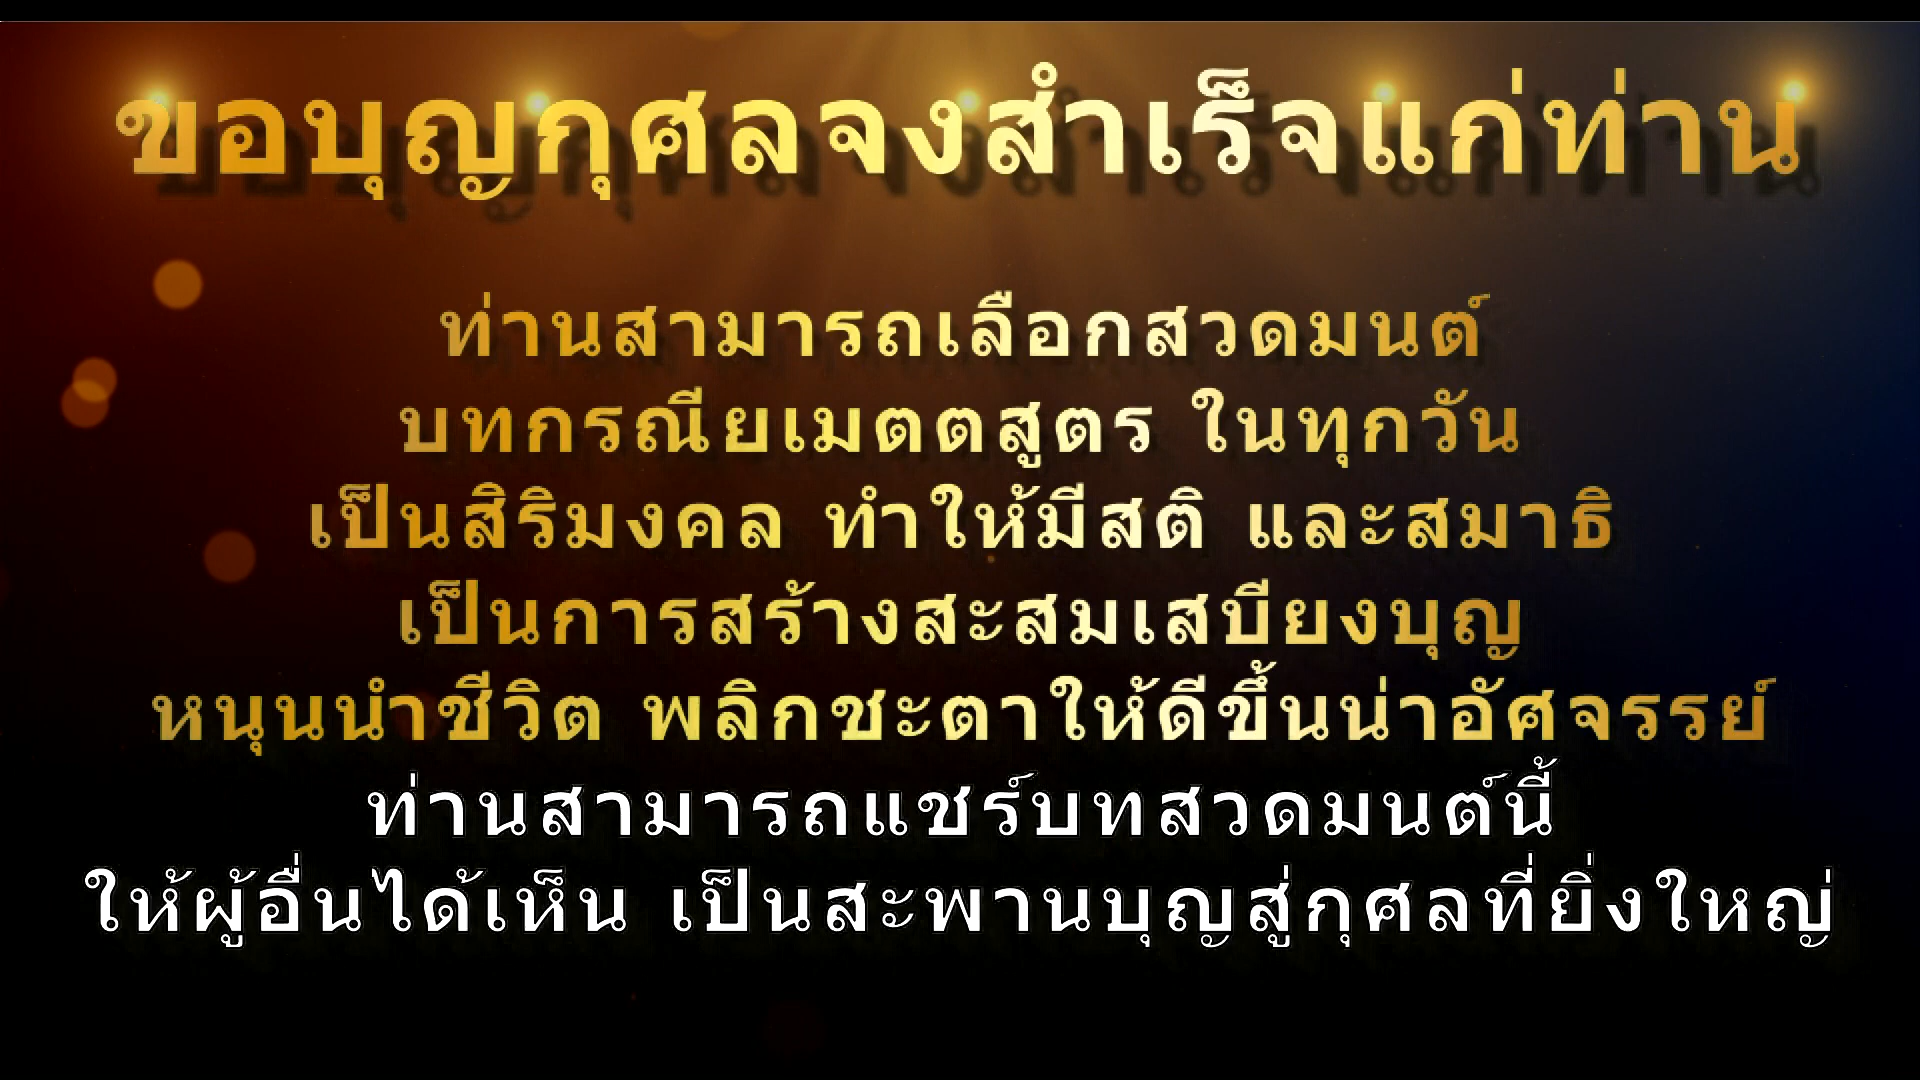 ขอบุญกุศลจงสำเร็จแก่ท่าน
ท่านสามารถเลือกสวดมนต์
บทกรณียเมตตสูตร ในทุกวัน
เป็นสิริมงคล ทำให้มีสติ และสมาธิ
เป็นการสร้างสะสมเสบียงบุญ
หนุนนำชีวิต พลิกชะตาให้ดีขึ้นน่าอัศจรรย์
ท่านสามารถแชร์บทสวดมนต์นี้
ให้ผู้อื่นได้เห็น เป็นสะพานบุญสู่กุศลที่ยิ่งใหญ่